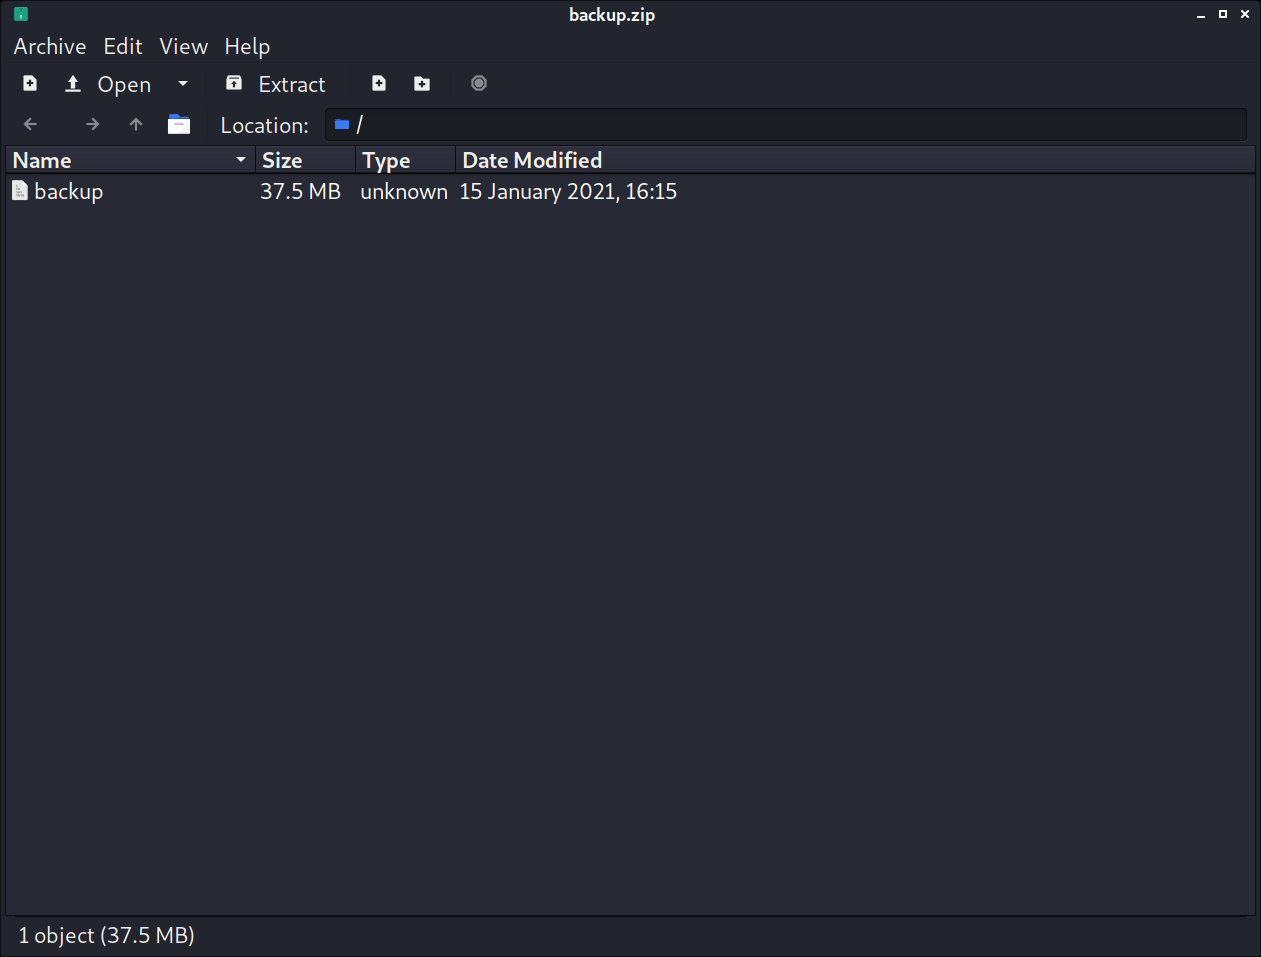 backup.zip
Archive Edit View Help
Open Extract
Location: /
Name Size Type Date Modified
backup 37.5 MB unknown 15 January 2021, 16:15
1 object (37.5 MB)